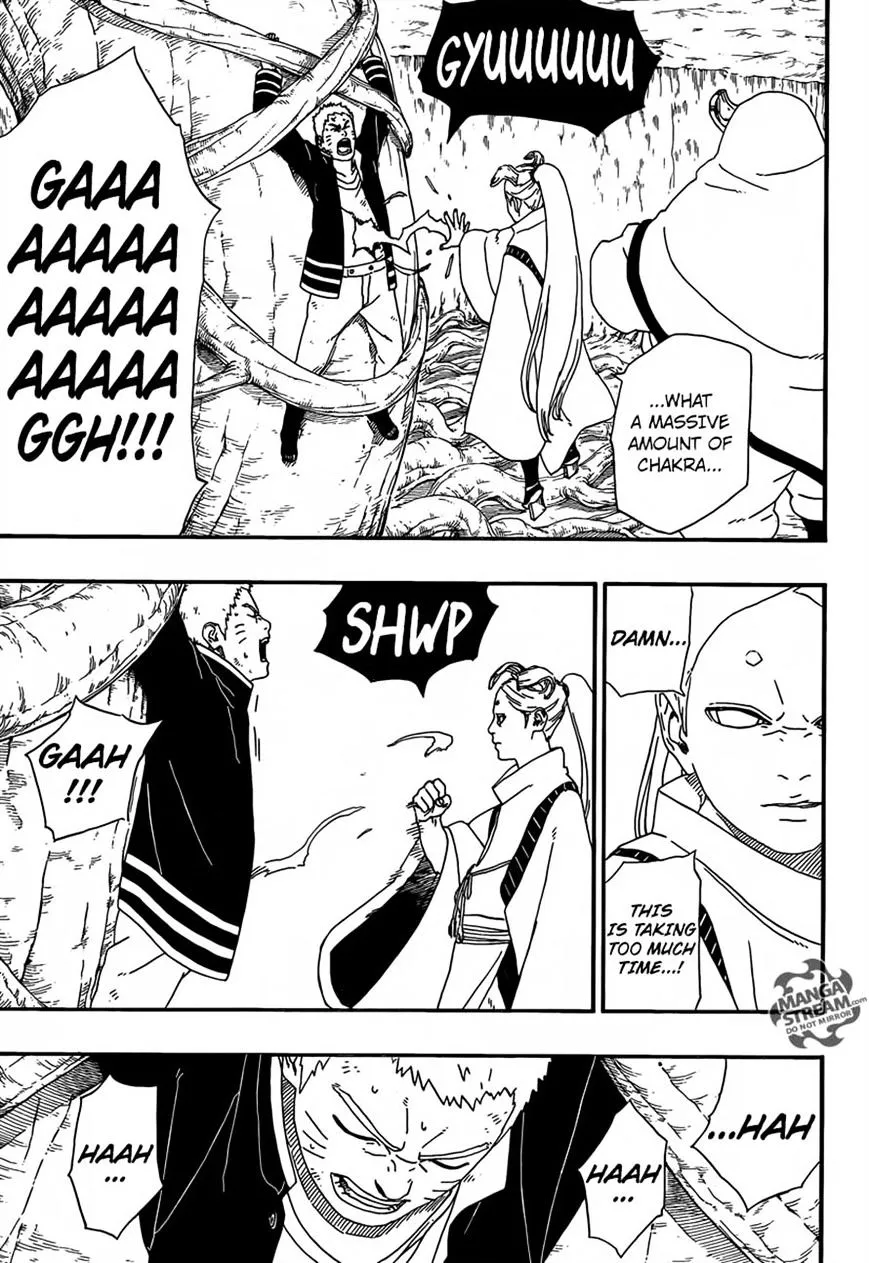 GYUUUUUU
...WHAT
A MASSIVE
AMOUNT OF
CHAKRA...
GAAA
AAAAA
AAAAA
AAAAA
GGH!!!
DAMN...
THIS
IS TAKING
TOO MUCH
TIME...!
SHWP
GAAH
!!!
MANGA
STREAM.com
DO NOT MIRROR
...HAH
HAAH
...
HAAH
...